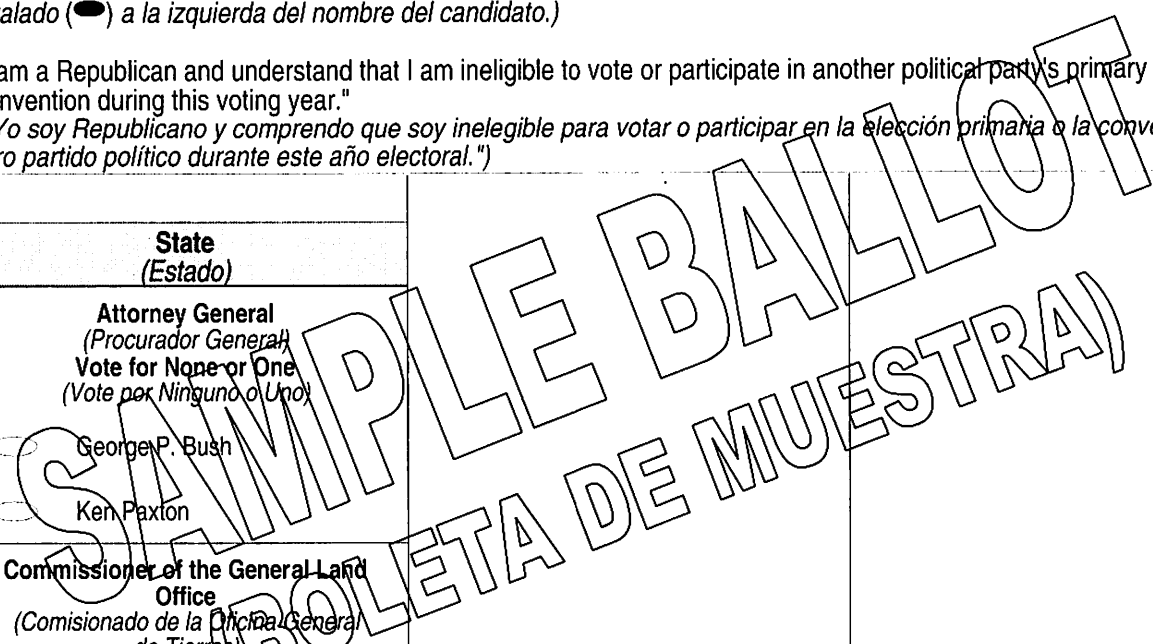 alado ( ) a la izquierda del nombre del candidato.)
am a Republican and understand that I am ineligible to vote or participate in another political party's primary
nvention during this voting year."
Yo soy Republicano y comprendo que soy inelegible para votar o participar en la elección primaria o la conve
ro partido político durante este año electoral.")
State
(Estado)
Attorney General
(Procurador General)
Vote for None or One
(Vote por Ninguno o Uno)
George P. Bush
Ken Paxton
Commissioner of the General Land
Office
(Comisionado de la Oficina General
de Tierras)
SAMPLE BALLOT
(BOLETA DE MUESTRA)